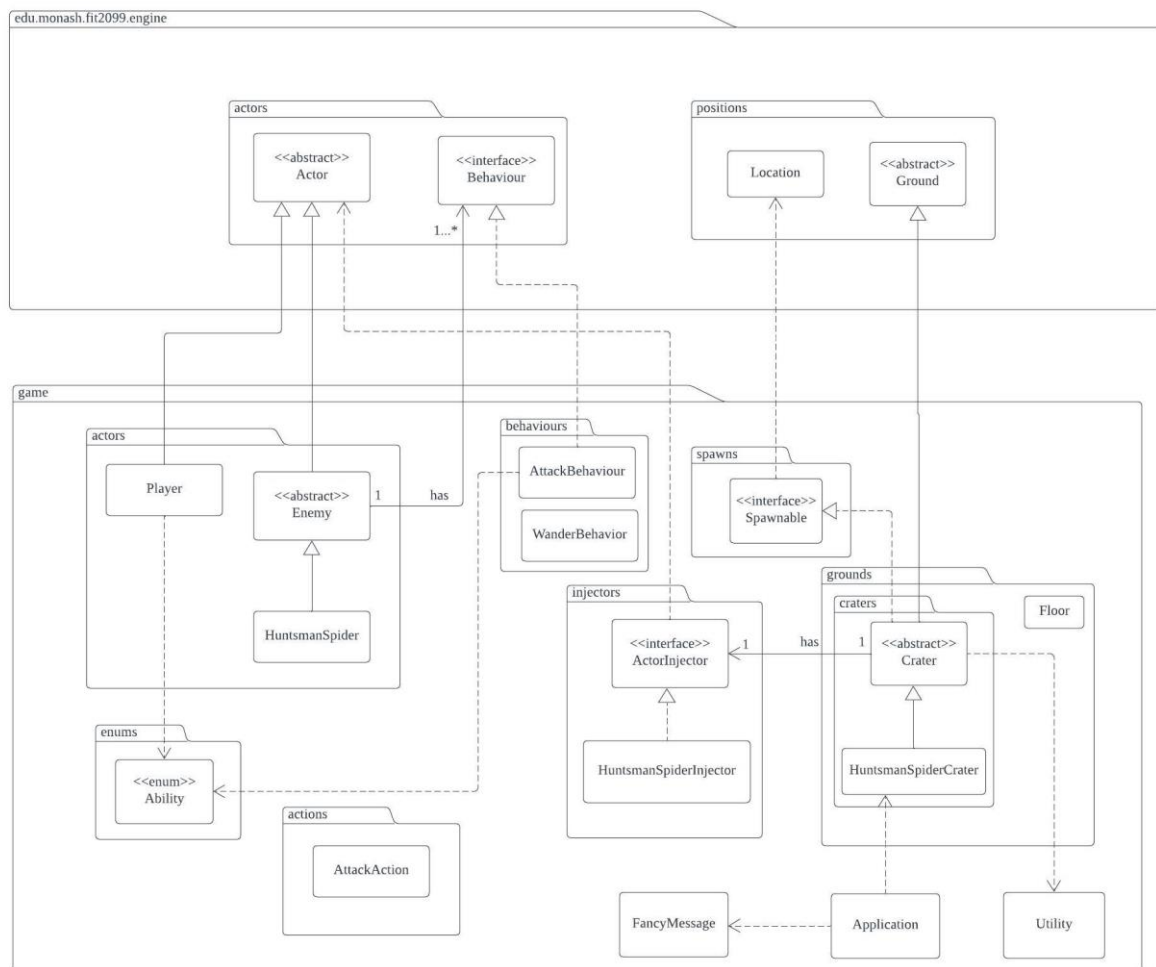 edu.monash.fit2099.engine
actors
<<abstract>>
Actor
<<interface>>
Behaviour
1...*
positions
Location
<<abstract>>
Ground
game
actors
Player
<<abstract>>
Enemy
1
has
HuntsmanSpider
behaviours
AttackBehaviour
WanderBehavior
spawns
<<interface>>
Spawnable
injectors
<<interface>>
ActorInjector
1
has
1
HuntsmanSpiderInjector
grounds
Floor
craters
<<abstract>>
Crater
HuntsmanSpiderCrater
enums
<<enum>>
Ability
actions
AttackAction
FancyMessage
Application
Utility